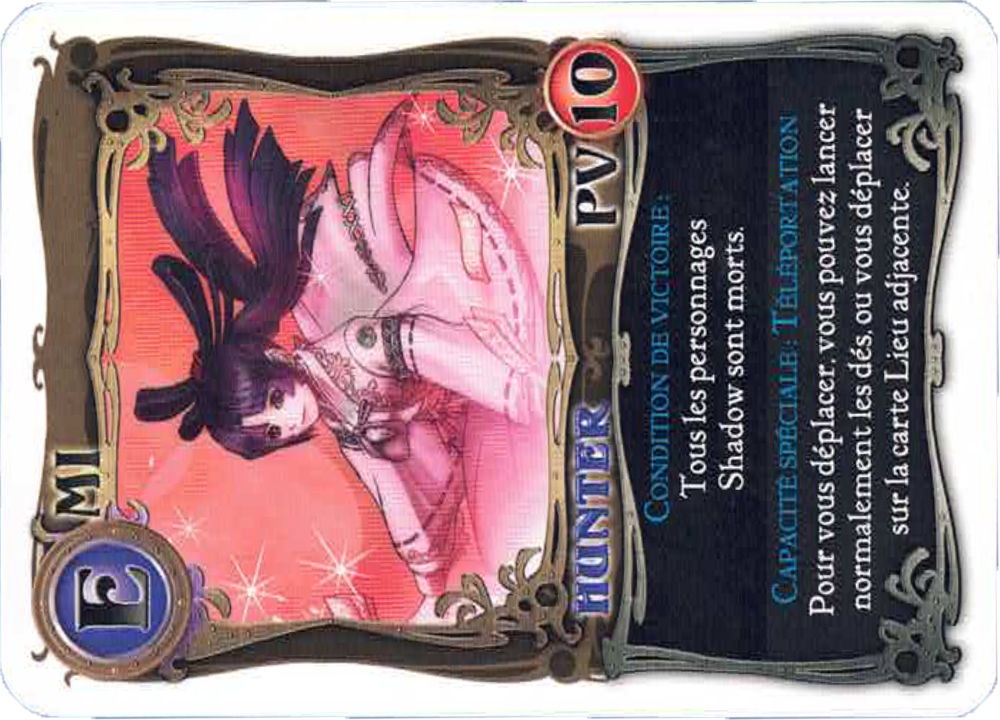 EMI
HUNTER PV 10
CONDITION DE VICTOIRE :
Tous les personnages
Shadow sont morts.
CAPACITÉ SPÉCIALE : TÉLÉPORTATION
Pour vous déplacer, vous pouvez lancer
normalement les dés, ou vous déplacer
sur la carte Lieu adjacente.